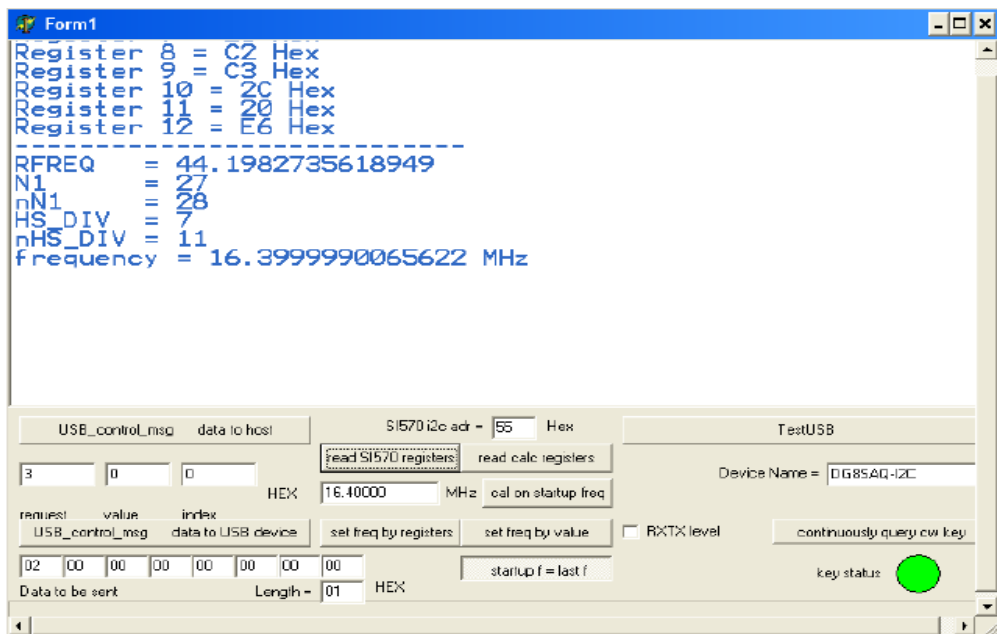 Form1
Register 8 = C2 Hex
Register 9 = C3 Hex
Register 10 = 2C Hex
Register 11 = 20 Hex
Register 12 = E6 Hex
----------------------------
RFREQ = 44.1982735618949
N1 = 27
nN1 = 28
HS_DIV = 7
nHS_DIV = 11
frequency = 16.3999990065622 MHz
USB_control_msg data to host
SI570 i2c adr = 55 Hex
TestUSB
read SI570 registers read calc registers
3 0 0 HEX
Device Name = DG8SAQ-I2C
16.40000 MHz cal on startup freq
request value index
USB_control_msg data to USB device
set freq by registers set freq by value
RXTX level
continuously query cw key
02 00 00 00 00 00 00 00
startup f = last f
key status
Data to be sent Length = 01 HEX